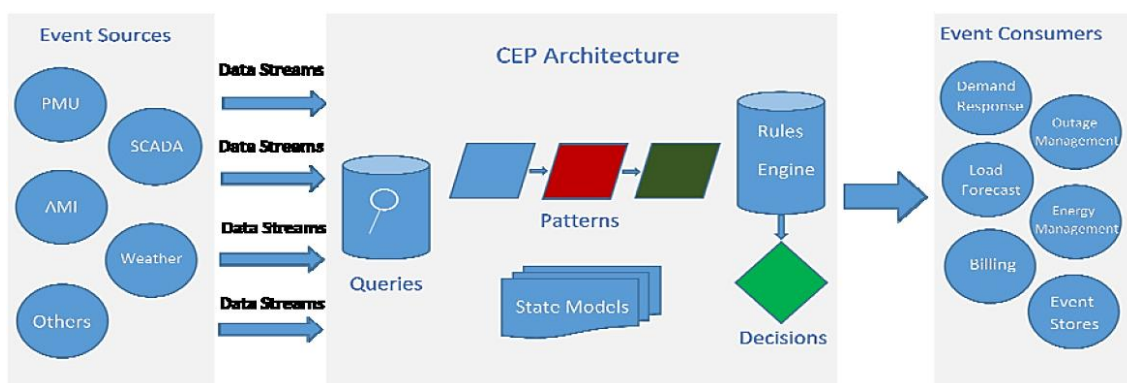 Event Sources
PMU
SCADA
AMI
Weather
Others
Data Streams
Data Streams
Data Streams
Data Streams
CEP Architecture
Queries
Patterns
State Models
Rules
Engine
Decisions
Event Consumers
Demand
Response
Outage
Management
Load
Forecast
Energy
Management
Billing
Event
Stores